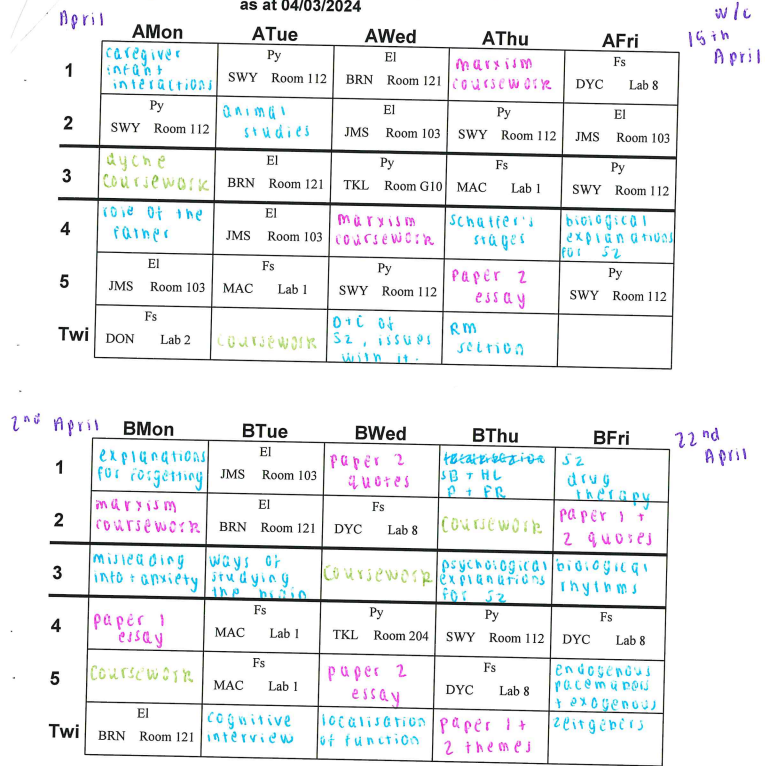 as at 04/03/2024
April
w/c
15th
April
AMon
ATue
AWed
AThu
AFri
1
caregiver
infant
interactions
Py
SWY Room 112
El
BRN Room 121
marxism
coursework
Fs
DYC Lab 8
2
Py
SWY Room 112
animal
studies
El
JMS Room 103
Py
SWY Room 112
El
JMS Room 103
3
dyche
coursework
El
BRN Room 121
Py
TKL Room G10
Fs
MAC Lab 1
Py
SWY Room 112
4
role of the
father
El
JMS Room 103
marxism
coursework
schaffer's
stages
biological
explanations
for SZ
5
El
JMS Room 103
Fs
MAC Lab 1
Py
SWY Room 112
paper 2
essay
Py
SWY Room 112
Twi
Fs
DON Lab 2
coursework
D+C of
SZ, issues
with it.
RM
section
2nd April
22nd
April
BMon
BTue
BWed
BThu
BFri
1
explanations
for forgetting
El
JMS Room 103
paper 2
quotes
SB + HL
P + FR
SZ
drug
therapy
2
marxism
coursework
El
BRN Room 121
Fs
DYC Lab 8
coursework
paper 1 +
2 quotes
3
misleading
info + anxiety
ways of
studying
the brain
coursework
psychological
explanations
for SZ
biological
rhythms
4
paper 1
essay
Fs
MAC Lab 1
Py
TKL Room 204
Py
SWY Room 112
Fs
DYC Lab 8
5
coursework
Fs
MAC Lab 1
paper 2
essay
Fs
DYC Lab 8
endogenous
pacemakers
+ exogenous
Twi
El
BRN Room 121
cognitive
interview
localisation
of function
paper 1 +
2 themes
zeitgebers